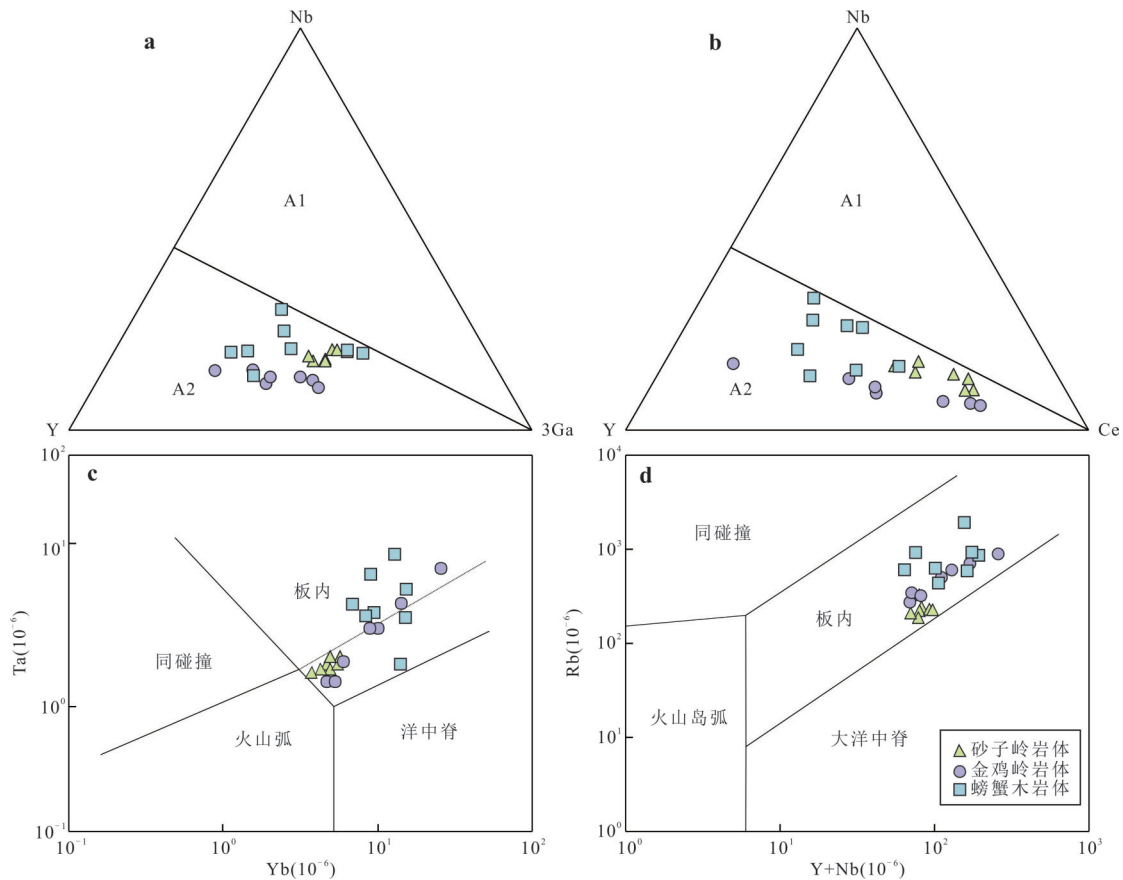 a
Nb
A1
A2
Y
3Ga
b
Nb
A1
A2
Y
Ce
c
10²
10¹
10⁰
10⁻¹
Ta(10⁻⁶)
板内
同碰撞
火山弧
洋中脊
10⁻¹ 10⁰ 10¹ 10²
Yb(10⁻⁶)
d
10⁴
10³
10²
10¹
10⁰
Rb(10⁻⁶)
同碰撞
板内
火山岛弧
大洋中脊
砂子岭岩体
金鸡岭岩体
螃蟹木岩体
10⁰ 10¹ 10² 10³
Y+Nb(10⁻⁶)